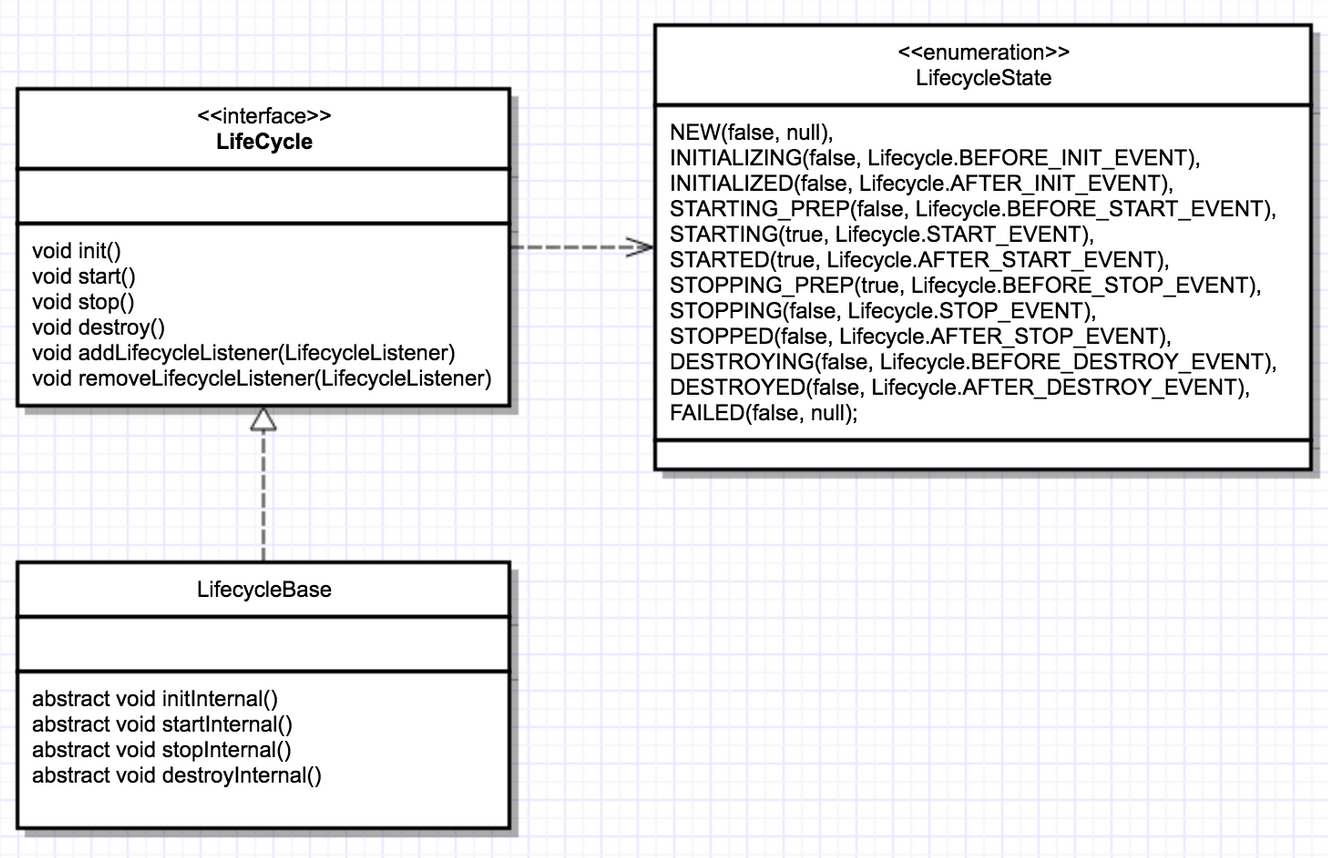 <<interface>>
LifeCycle
void init()
void start()
void stop()
void destroy()
void addLifecycleListener(LifecycleListener)
void removeLifecycleListener(LifecycleListener)
<<enumeration>>
LifecycleState
NEW(false, null),
INITIALIZING(false, Lifecycle.BEFORE_INIT_EVENT),
INITIALIZED(false, Lifecycle.AFTER_INIT_EVENT),
STARTING_PREP(false, Lifecycle.BEFORE_START_EVENT),
STARTING(true, Lifecycle.START_EVENT),
STARTED(true, Lifecycle.AFTER_START_EVENT),
STOPPING_PREP(true, Lifecycle.BEFORE_STOP_EVENT),
STOPPING(false, Lifecycle.STOP_EVENT),
STOPPED(false, Lifecycle.AFTER_STOP_EVENT),
DESTROYING(false, Lifecycle.BEFORE_DESTROY_EVENT),
DESTROYED(false, Lifecycle.AFTER_DESTROY_EVENT),
FAILED(false, null);
LifecycleBase
abstract void initInternal()
abstract void startInternal()
abstract void stopInternal()
abstract void destroyInternal()